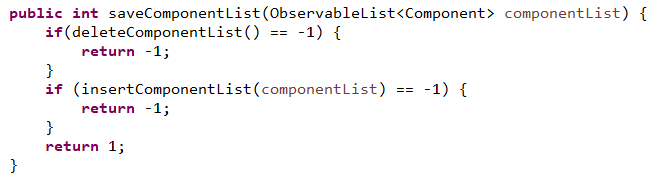 public int saveComponentList(ObservableList<Component> componentList) {
    if(deleteComponentList() == -1) {
        return -1;
    }
    if (insertComponentList(componentList) == -1) {
        return -1;
    }
    return 1;
}